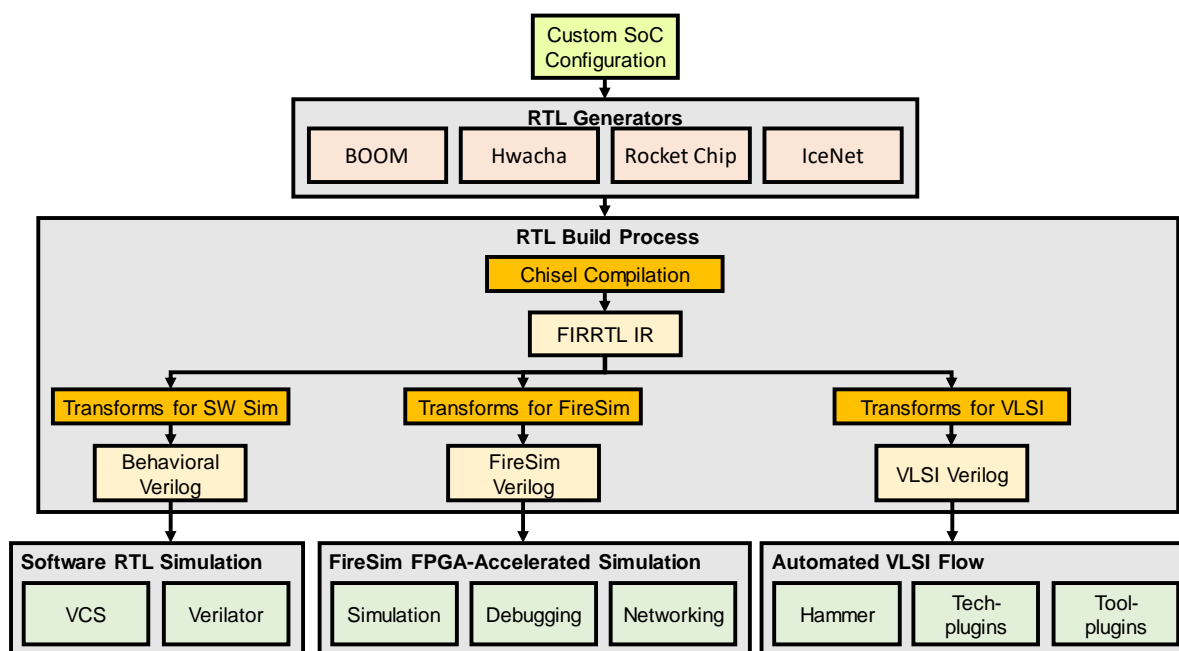 Custom SoC
Configuration
RTL Generators
BOOM
Hwacha
Rocket Chip
IceNet
RTL Build Process
Chisel Compilation
FIRRTL IR
Transforms for SW Sim
Transforms for FireSim
Transforms for VLSI
Behavioral
Verilog
FireSim
Verilog
VLSI Verilog
Software RTL Simulation
VCS
Verilator
FireSim FPGA-Accelerated Simulation
Simulation
Debugging
Networking
Automated VLSI Flow
Hammer
Tech-
plugins
Tool-
plugins